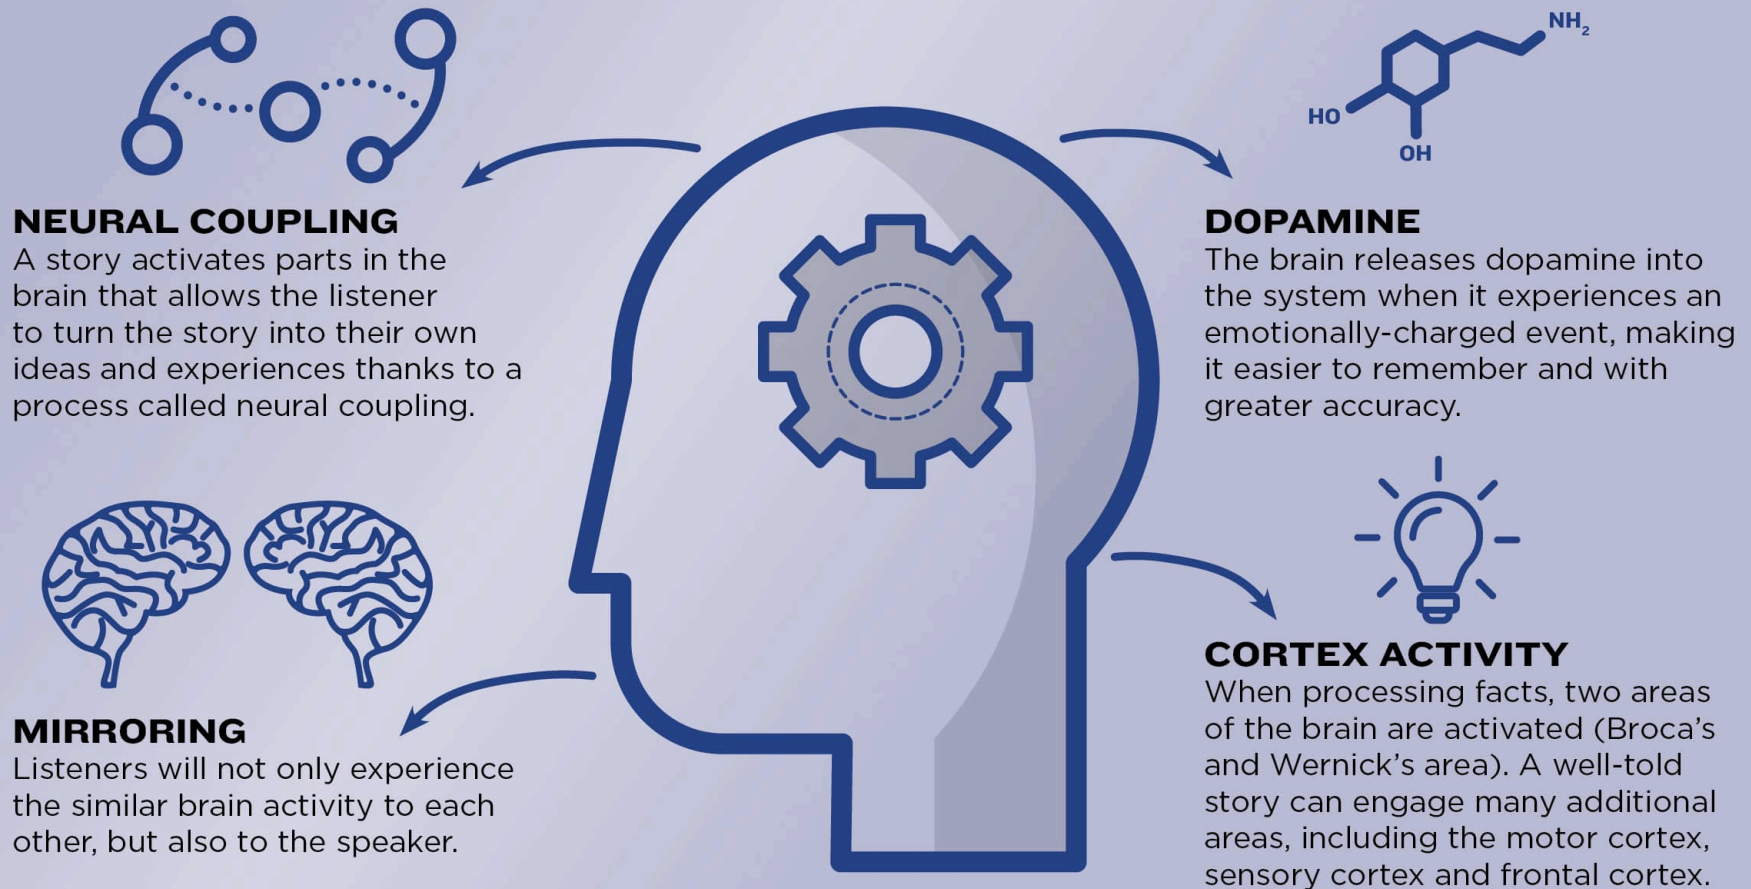 NEURAL COUPLING
A story activates parts in the
brain that allows the listener
to turn the story into their own
ideas and experiences thanks to a
process called neural coupling.
NH2
HO
OH
DOPAMINE
The brain releases dopamine into
the system when it experiences an
emotionally-charged event, making
it easier to remember and with
greater accuracy.
MIRRORING
Listeners will not only experience
the similar brain activity to each
other, but also to the speaker.
CORTEX ACTIVITY
When processing facts, two areas
of the brain are activated (Broca's
and Wernick's area). A well-told
story can engage many additional
areas, including the motor cortex,
sensory cortex and frontal cortex.